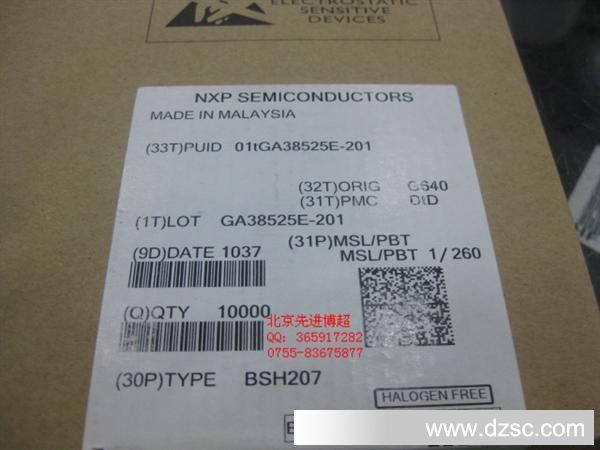 ELECTROSTATIC
SENSITIVE
DEVICES
NXP SEMICONDUCTORS
MADE IN MALAYSIA
(33T)PUID 01tGA38525E-201
(32T)ORIG G640
(31T)PMC DtD
(1T)LOT GA38525E-201
(9D)DATE 1037
(31P)MSL/PBT
MSL/PBT 1/260
(Q)QTY 10000
北京先进博超
QQ: 365917282
0755-83675877
(30P)TYPE BSH207
HALOGEN FREE
www.dzsc.com